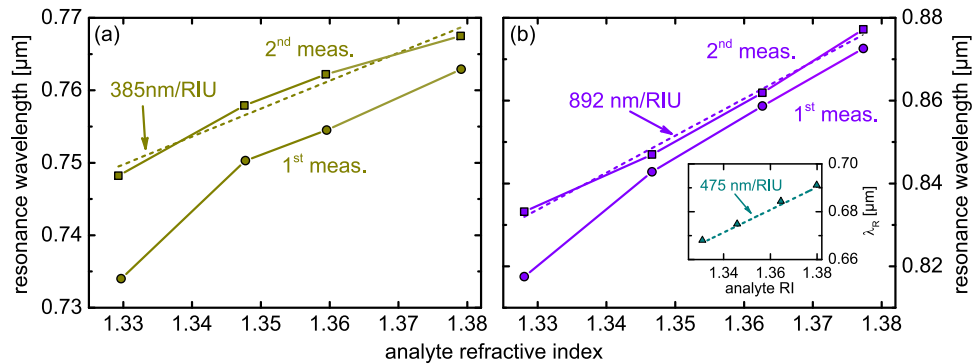 (a)
2nd meas.
385nm/RIU
1st meas.
resonance wavelength [µm]
0.77
0.76
0.75
0.74
0.73
1.33 1.34 1.35 1.36 1.37 1.38
(b)
2nd meas.
892 nm/RIU
1st meas.
475 nm/RIU
0.70
0.68
0.66
λR [µm]
1.34 1.36 1.38
analyte RI
0.88
0.86
0.84
0.82
resonance wavelength [µm]
1.33 1.34 1.35 1.36 1.37 1.38
analyte refractive index